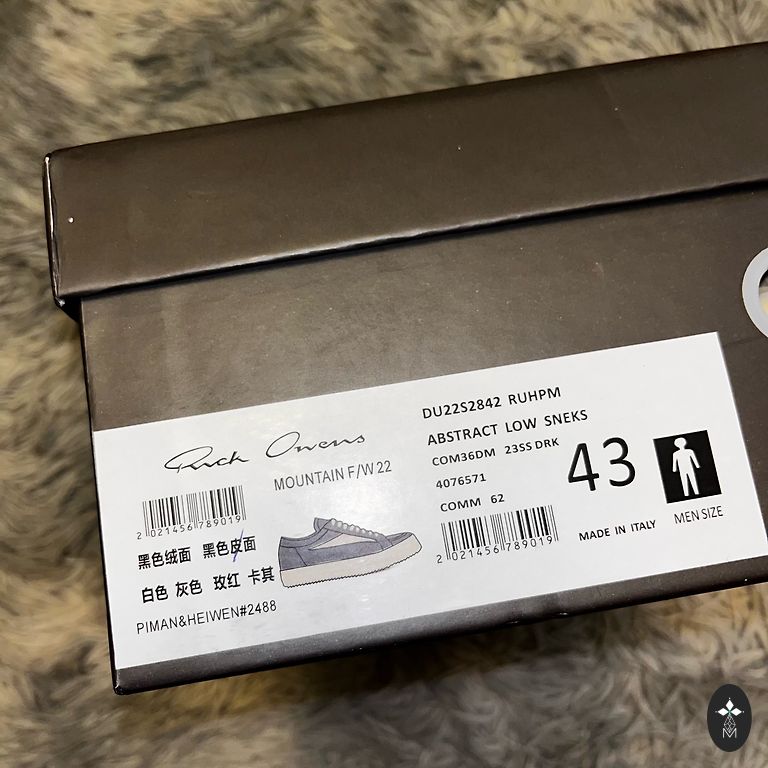 Rick Owens
MOUNTAIN F/W 22
2 021456 789019
黑色绒面 黑色皮面
白色 灰色 玫红 卡其
PIMAN&HEIWEN#2488
DU22S2842 RUHPM
ABSTRACT LOW SNEKS
COM36DM 23SS DRK
4076571
COMM 62
2 021456 789019
43
MADE IN ITALY
MEN SIZE
M